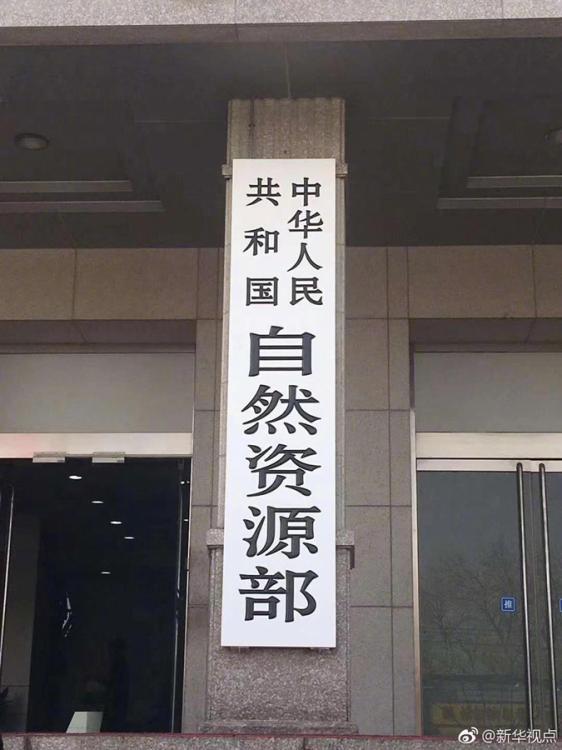 中华人民
共和国
自然资源部
推
@新华视点